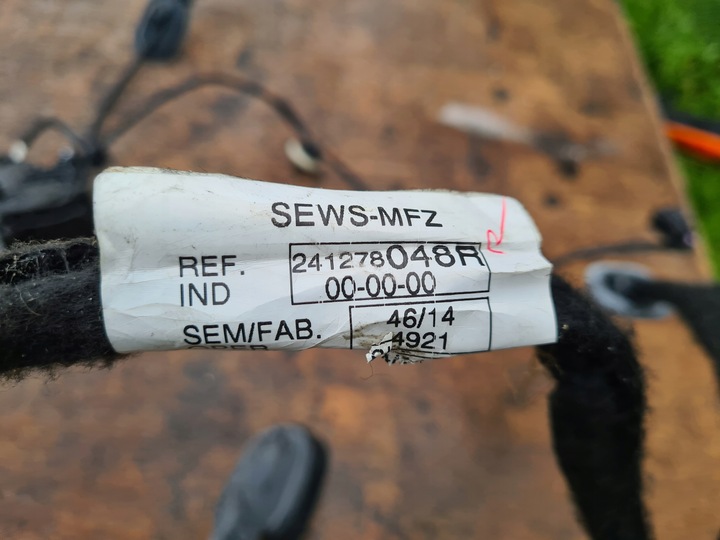 SEWS-MFZ
REF. 241278048R
IND 00-00-00
SEM/FAB. 46/14
4921